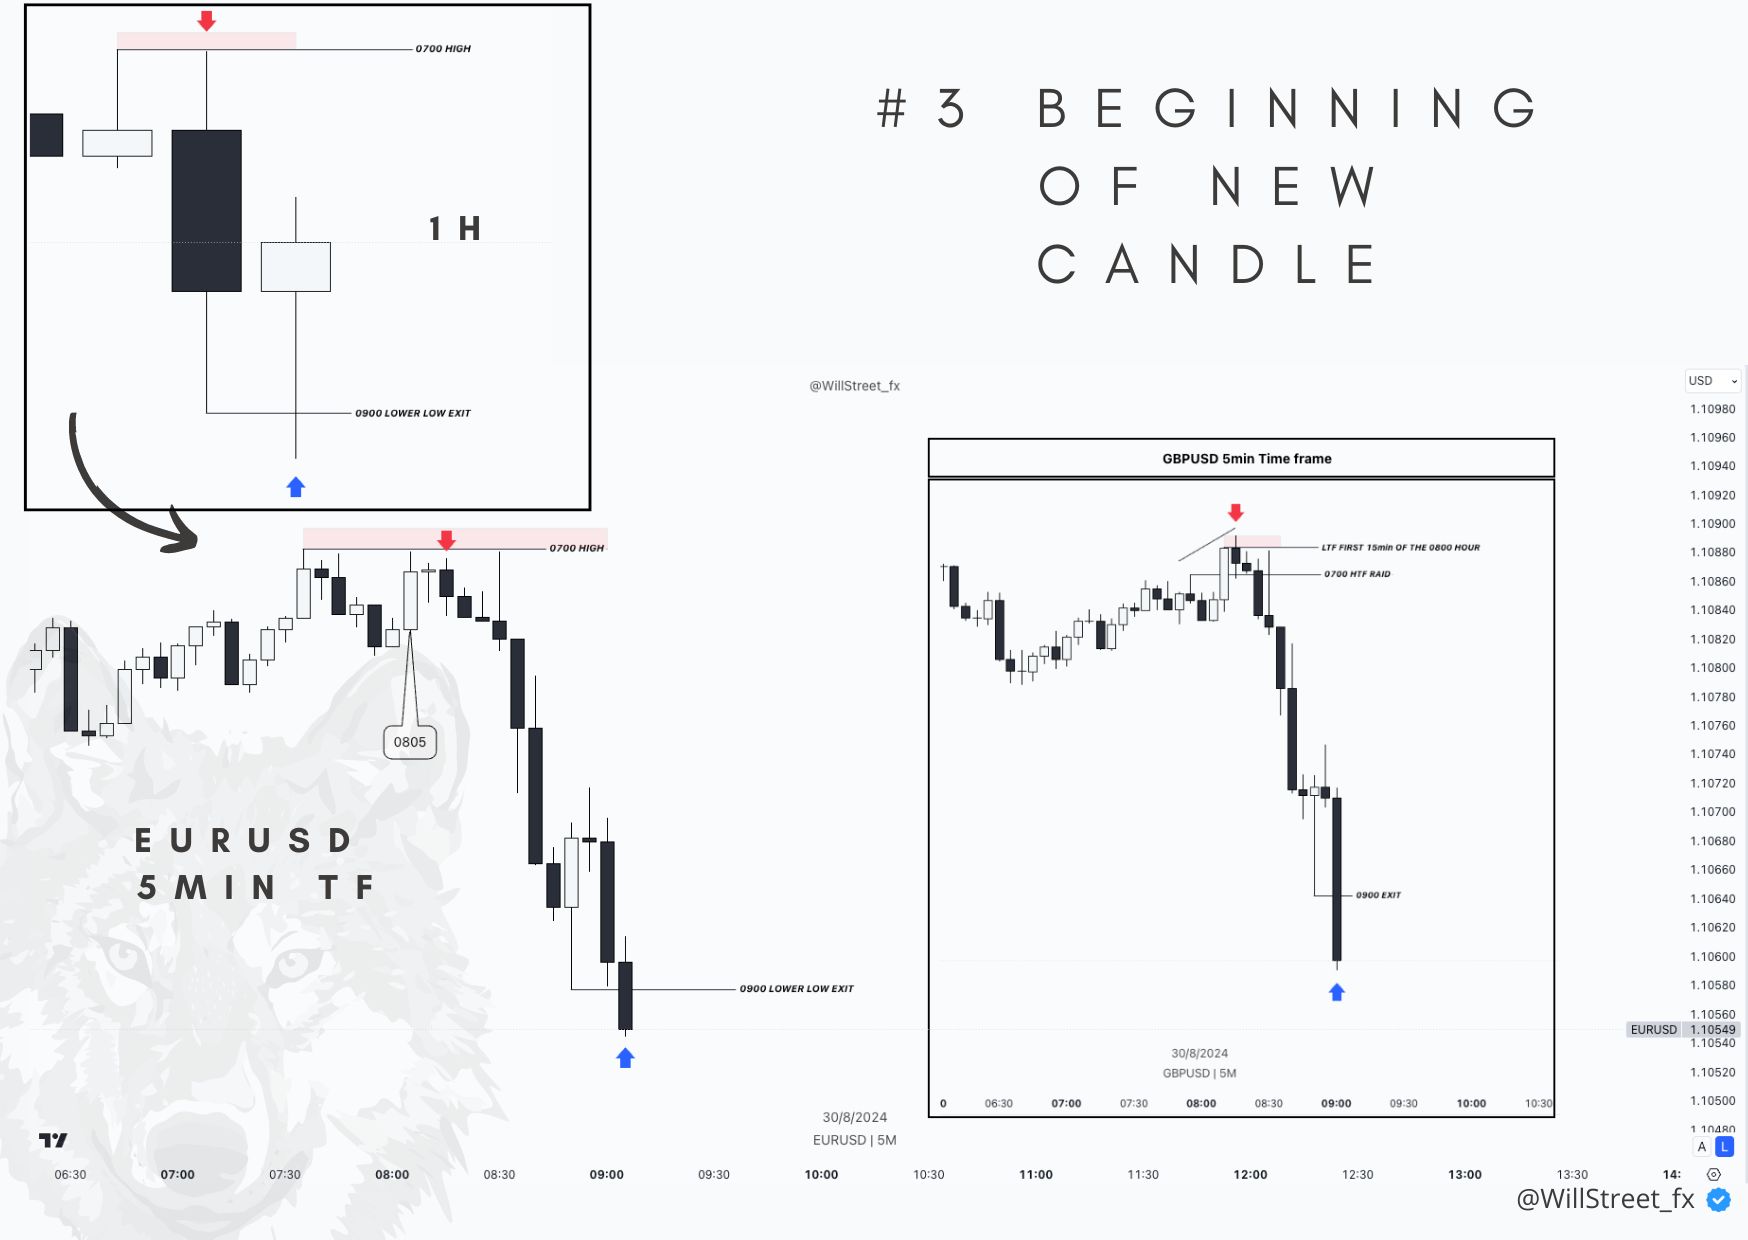 0700 HIGH
1 H
0900 LOWER LOW EXIT
#3 BEGINNING
OF NEW
CANDLE
@WillStreet_fx
USD
1.10980
1.10960
1.10940
1.10920
1.10900
1.10880
1.10860
1.10840
1.10820
1.10800
1.10780
1.10760
1.10740
1.10720
1.10700
1.10680
1.10660
1.10640
1.10620
1.10600
1.10580
1.10560
EURUSD 1.10549
1.10540
1.10520
1.10500
1.10480
GBPUSD 5min Time frame
LTF FIRST 15min OF THE 0800 HOUR
0700 HTF RAID
0900 EXIT
30/8/2024
GBPUSD | 5M
0 06:30 07:00 07:30 08:00 08:30 09:00 09:30 10:00 10:30
0700 HIGH
0805
EURUSD
5MIN TF
0900 LOWER LOW EXIT
30/8/2024
EURUSD | 5M
A L
06:30 07:00 07:30 08:00 08:30 09:00 09:30 10:00 10:30 11:00 11:30 12:00 12:30 13:00 13:30 14:
@WillStreet_fx